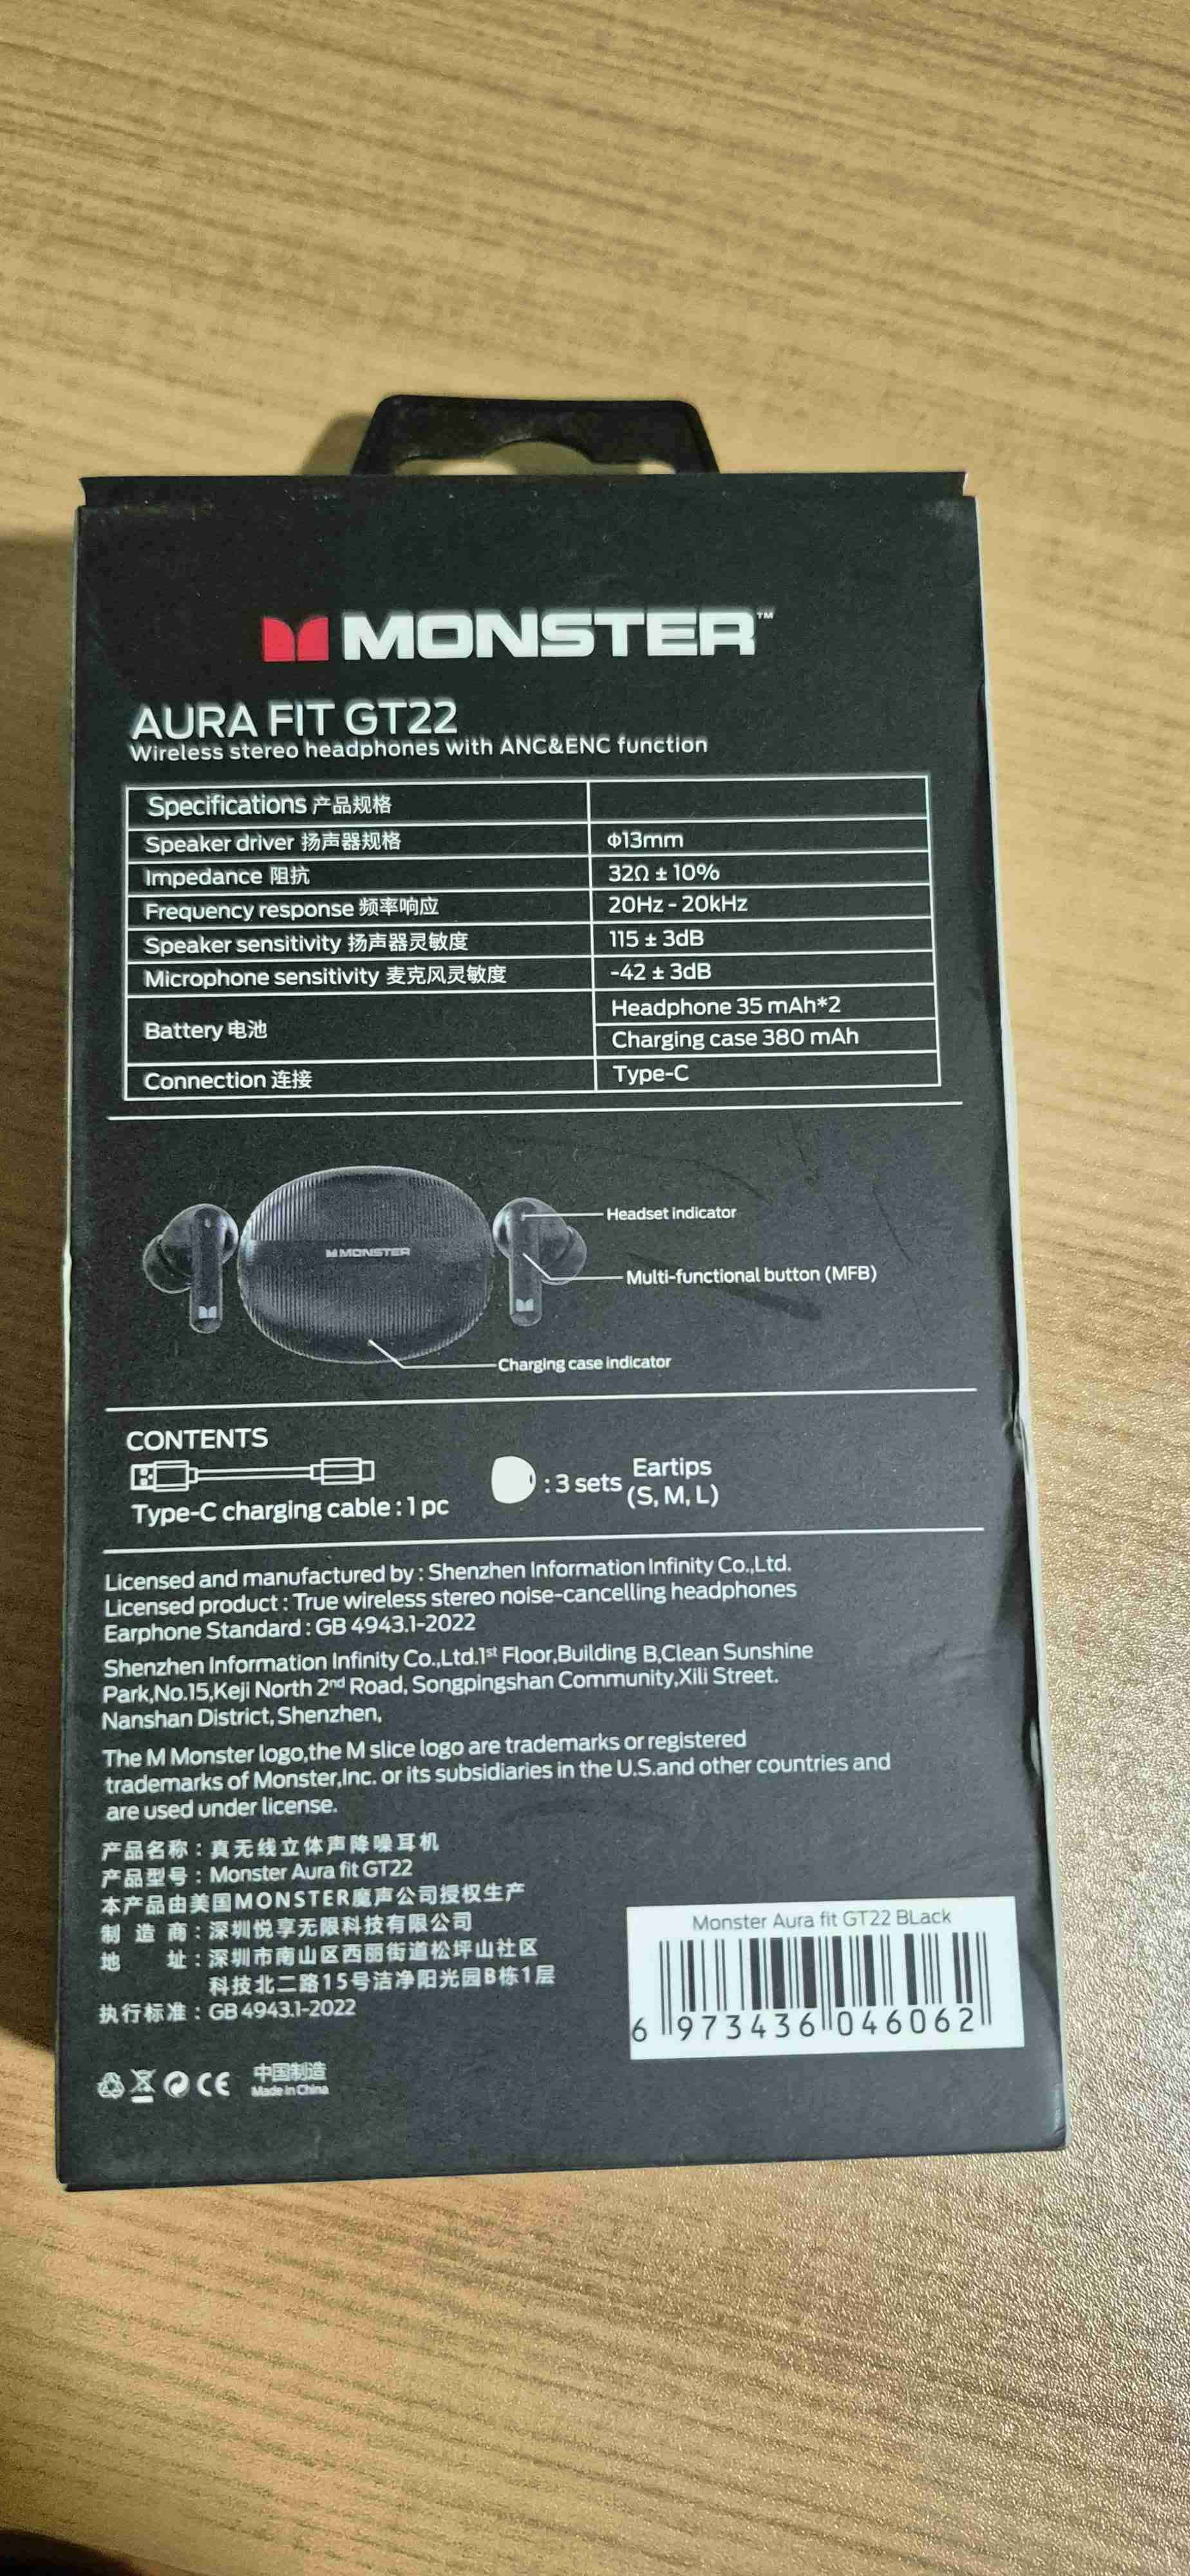 MONSTER™
AURA FIT GT22
Wireless stereo headphones with ANC&ENC function
Specifications 产品规格
Speaker driver 扬声器规格 Φ13mm
Impedance 阻抗 32Ω ± 10%
Frequency response 频率响应 20Hz - 20kHz
Speaker sensitivity 扬声器灵敏度 115 ± 3dB
Microphone sensitivity 麦克风灵敏度 -42 ± 3dB
Battery 电池 Headphone 35 mAh*2
Charging case 380 mAh
Connection 连接 Type-C
MONSTER
Headset indicator
Multi-functional button (MFB)
Charging case indicator
CONTENTS
Type-C charging cable : 1 pc
: 3 sets Eartips
(S, M, L)
Licensed and manufactured by : Shenzhen Information Infinity Co.,Ltd.
Licensed product : True wireless stereo noise-cancelling headphones
Earphone Standard : GB 4943.1-2022
Shenzhen Information Infinity Co.,Ltd.1st Floor,Building B,Clean Sunshine
Park,No.15,Keji North 2nd Road, Songpingshan Community,Xili Street.
Nanshan District, Shenzhen,
The M Monster logo,the M slice logo are trademarks or registered
trademarks of Monster,Inc. or its subsidiaries in the U.S.and other countries and
are used under license.
产品名称：真无线立体声降噪耳机
产品型号：Monster Aura fit GT22
本产品由美国MONSTER魔声公司授权生产
制 造 商：深圳悦享无限科技有限公司
地 址：深圳市南山区西丽街道松坪山社区
科技北二路15号洁净阳光园B栋1层
执行标准：GB 4943.1-2022
CE 中国制造
Made in China
Monster Aura fit GT22 BLack
6 973436 046062